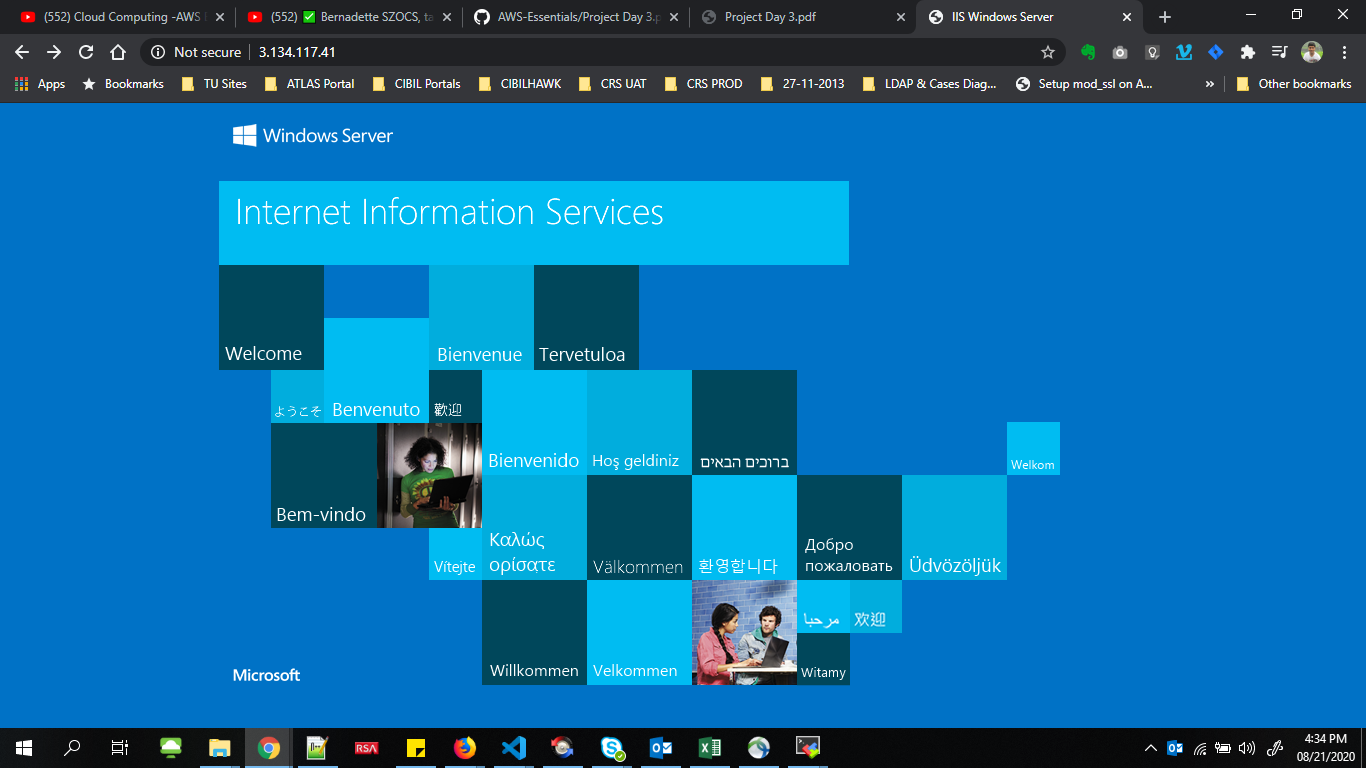 (552) Cloud Computing -AWS
(552) ✅ Bernadette SZOCS, ta
AWS-Essentials/Project Day 3.p
Project Day 3.pdf
IIS Windows Server
Not secure
3.134.117.41
Apps
Bookmarks
TU Sites
ATLAS Portal
CIBIL Portals
CIBILHAWK
CRS UAT
CRS PROD
27-11-2013
LDAP & Cases Diag...
Setup mod_ssl on A...
»
Other bookmarks
Windows Server
Internet Information Services
Welcome
Bienvenue
Tervetuloa
ようこそ
Benvenuto
歡迎
Bienvenido
Hoş geldiniz
ברוכים הבאים
Welkom
Bem-vindo
Vítejte
Καλώς
ορίσατε
Välkommen
환영합니다
Добро
пожаловать
Üdvözöljük
مرحبا
欢迎
Willkommen
Velkommen
Witamy
Microsoft
RSA
4:34 PM
08/21/2020